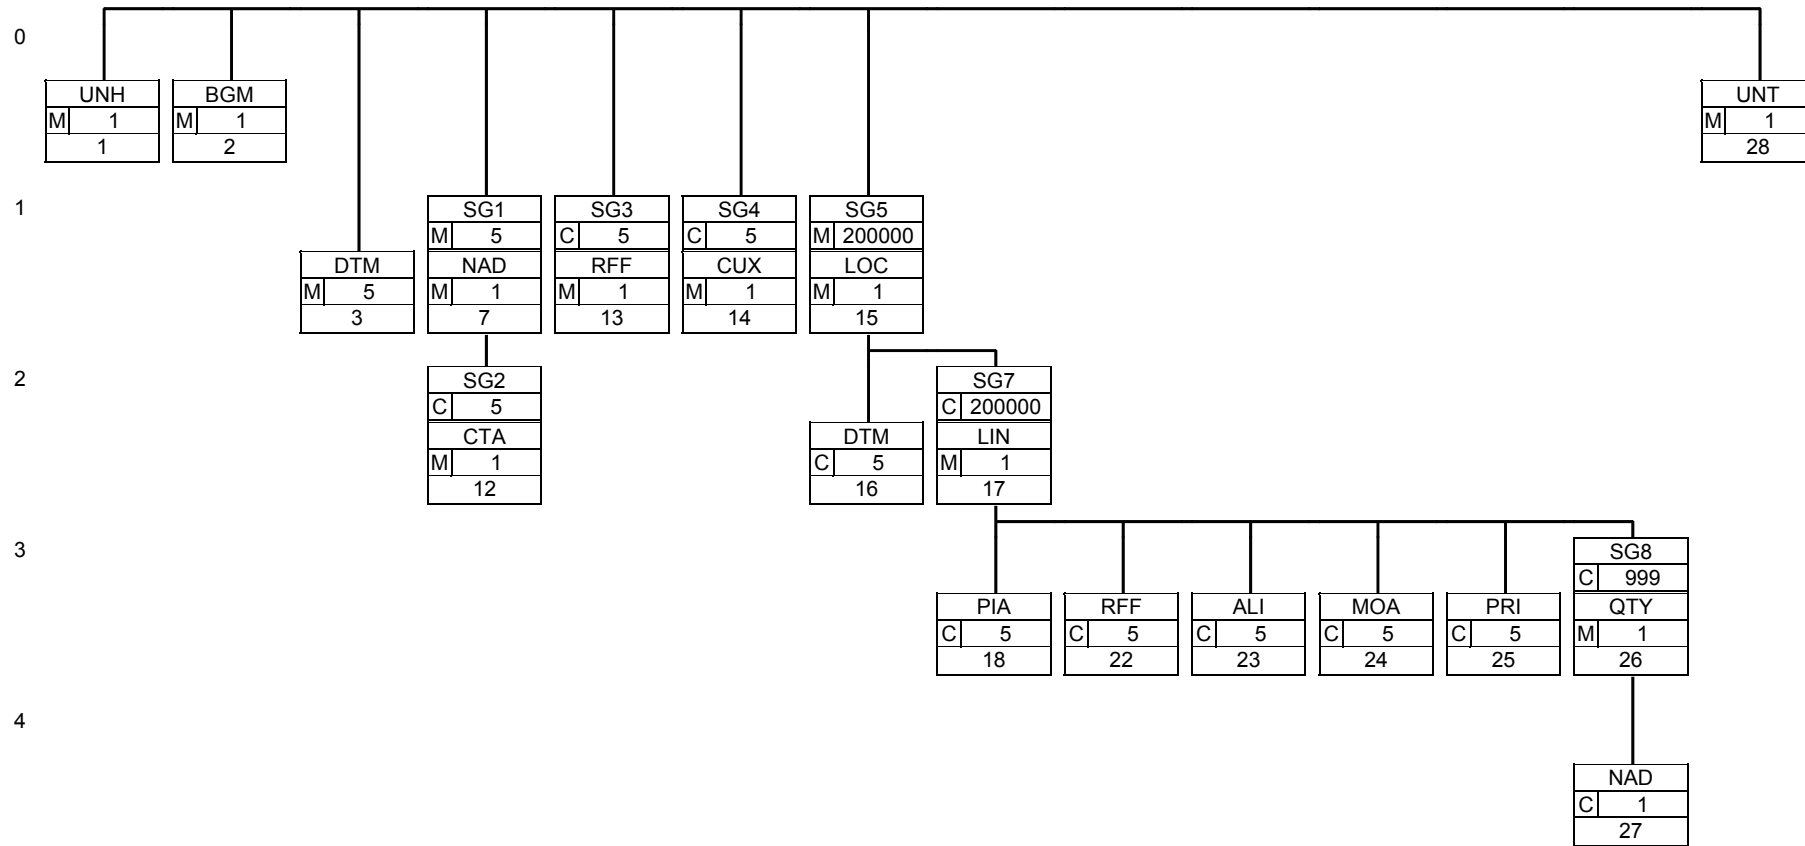 0
UNH BGM UNT
M 1 M 1 M 1
1 2 28
1
SG1 SG3 SG4 SG5
M 5 C 5 C 5 M 200000
DTM NAD RFF CUX LOC
M 5 M 1 M 1 M 1 M 1
3 7 13 14 15
2
SG2 SG7
C 5 C 200000
CTA DTM LIN
M 1 C 5 M 1
12 16 17
3
SG8
C 999
PIA RFF ALI MOA PRI QTY
C 5 C 5 C 5 C 5 C 5 M 1
18 22 23 24 25 26
4
NAD
C 1
27